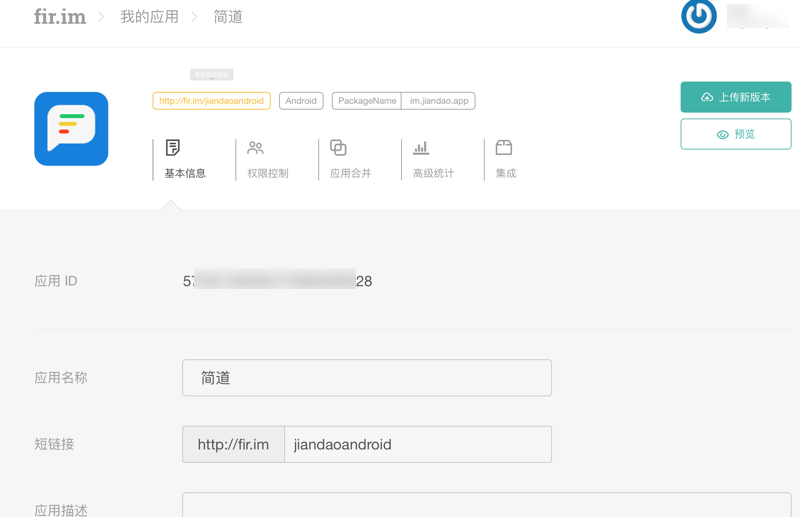 fir.im 我的应用 简道
http://fir.im/jiandaoandroid Android PackageName im.jiandao.app
上传新版本
预览
基本信息 权限控制 应用合并 高级统计 集成
应用 ID 57 28
应用名称 简道
短链接 http://fir.im jiandaoandroid
应用描述